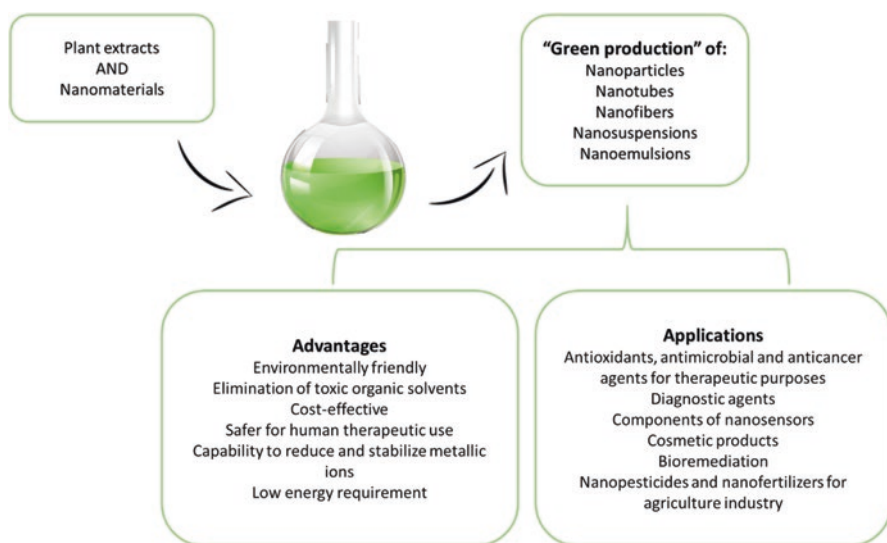 Plant extracts
AND
Nanomaterials
“Green production” of:
Nanoparticles
Nanotubes
Nanofibers
Nanosuspensions
Nanoemulsions
Advantages
Environmentally friendly
Elimination of toxic organic solvents
Cost-effective
Safer for human therapeutic use
Capability to reduce and stabilize metallic
ions
Low energy requirement
Applications
Antioxidants, antimicrobial and anticancer
agents for therapeutic purposes
Diagnostic agents
Components of nanosensors
Cosmetic products
Bioremediation
Nanopesticides and nanofertilizers for
agriculture industry